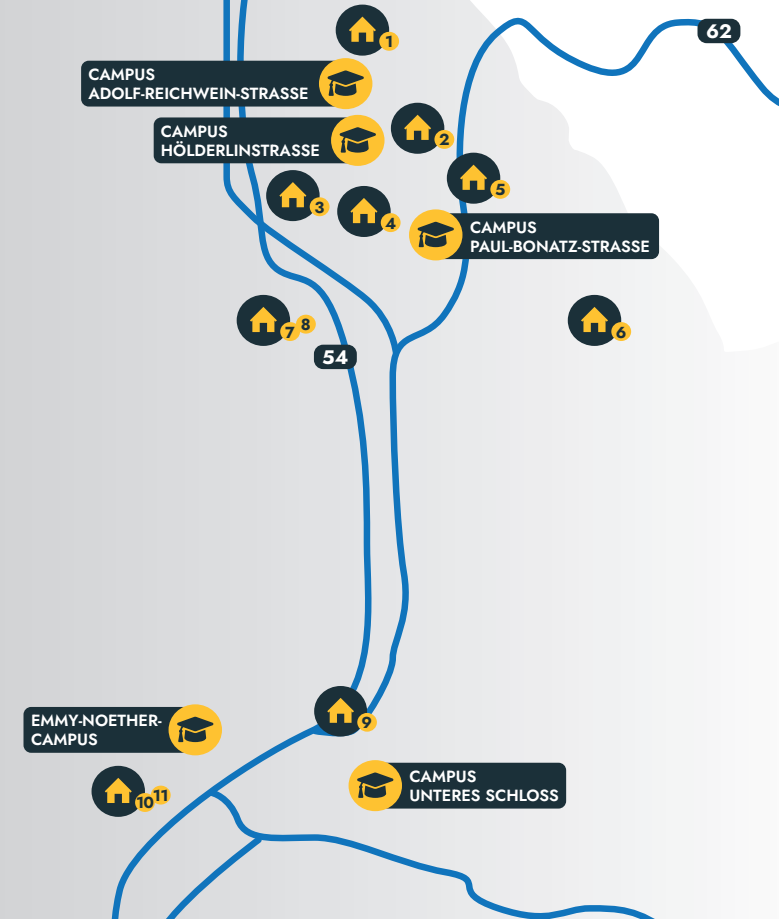 62
1
CAMPUS
ADOLF-REICHWEIN-STRASSE
CAMPUS
HÖLDERLINSTRASSE
2
5
3
4
CAMPUS
PAUL-BONATZ-STRASSE
7 8
6
54
EMMY-NOETHER-
CAMPUS
9
CAMPUS
UNTERES SCHLOSS
10 11